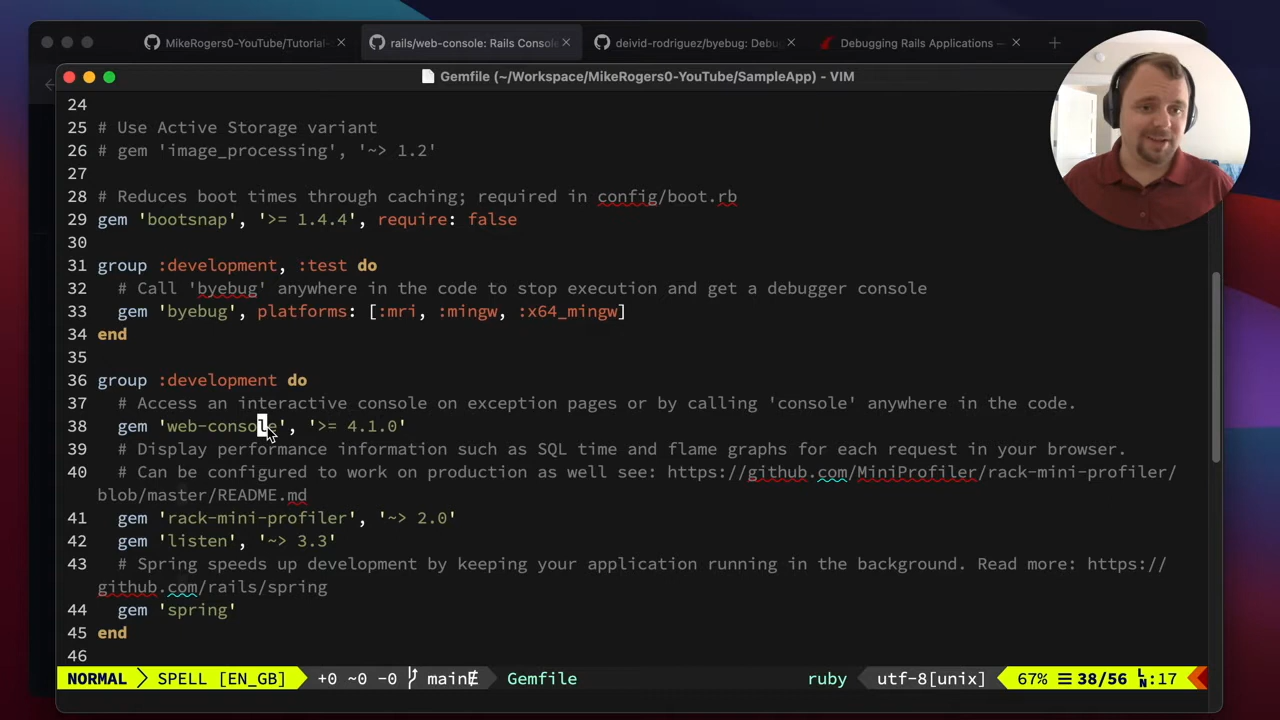 MikeRogers0-YouTube/Tutorial-
rails/web-console: Rails Console
deivid-rodriguez/byebug: Debug
Debugging Rails Applications —
Gemfile (~/Workspace/MikeRogers0-YouTube/SampleApp) - VIM
24
25 # Use Active Storage variant
26 # gem 'image_processing', '~> 1.2'
27
28 # Reduces boot times through caching; required in config/boot.rb
29 gem 'bootsnap', '>= 1.4.4', require: false
30
31 group :development, :test do
32 # Call 'byebug' anywhere in the code to stop execution and get a debugger console
33 gem 'byebug', platforms: [:mri, :mingw, :x64_mingw]
34 end
35
36 group :development do
37 # Access an interactive console on exception pages or by calling 'console' anywhere in the code.
38 gem 'web-console', '>= 4.1.0'
39 # Display performance information such as SQL time and flame graphs for each request in your browser.
40 # Can be configured to work on production as well see: https://github.com/MiniProfiler/rack-mini-profiler/
blob/master/README.md
41 gem 'rack-mini-profiler', '~> 2.0'
42 gem 'listen', '~> 3.3'
43 # Spring speeds up development by keeping your application running in the background. Read more: https://
github.com/rails/spring
44 gem 'spring'
45 end
46
NORMAL SPELL [EN_GB] +0 ~0 -0 main Gemfile ruby utf-8[unix] 67% 38/56 :17